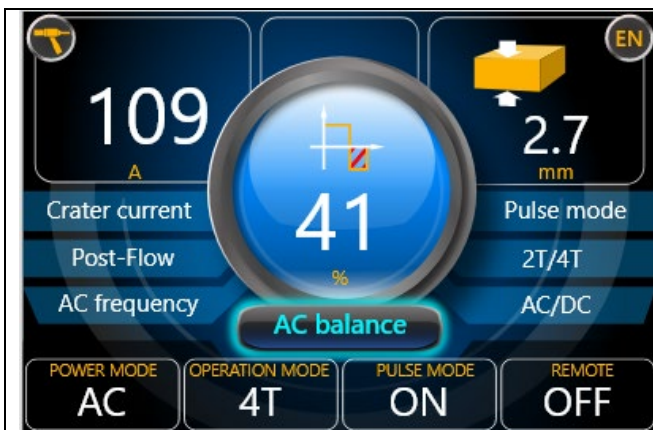 EN
109
A
2.7
mm
41
%
Crater current
Post-Flow
AC frequency
Pulse mode
2T/4T
AC/DC
AC balance
POWER MODE
AC
OPERATION MODE
4T
PULSE MODE
ON
REMOTE
OFF